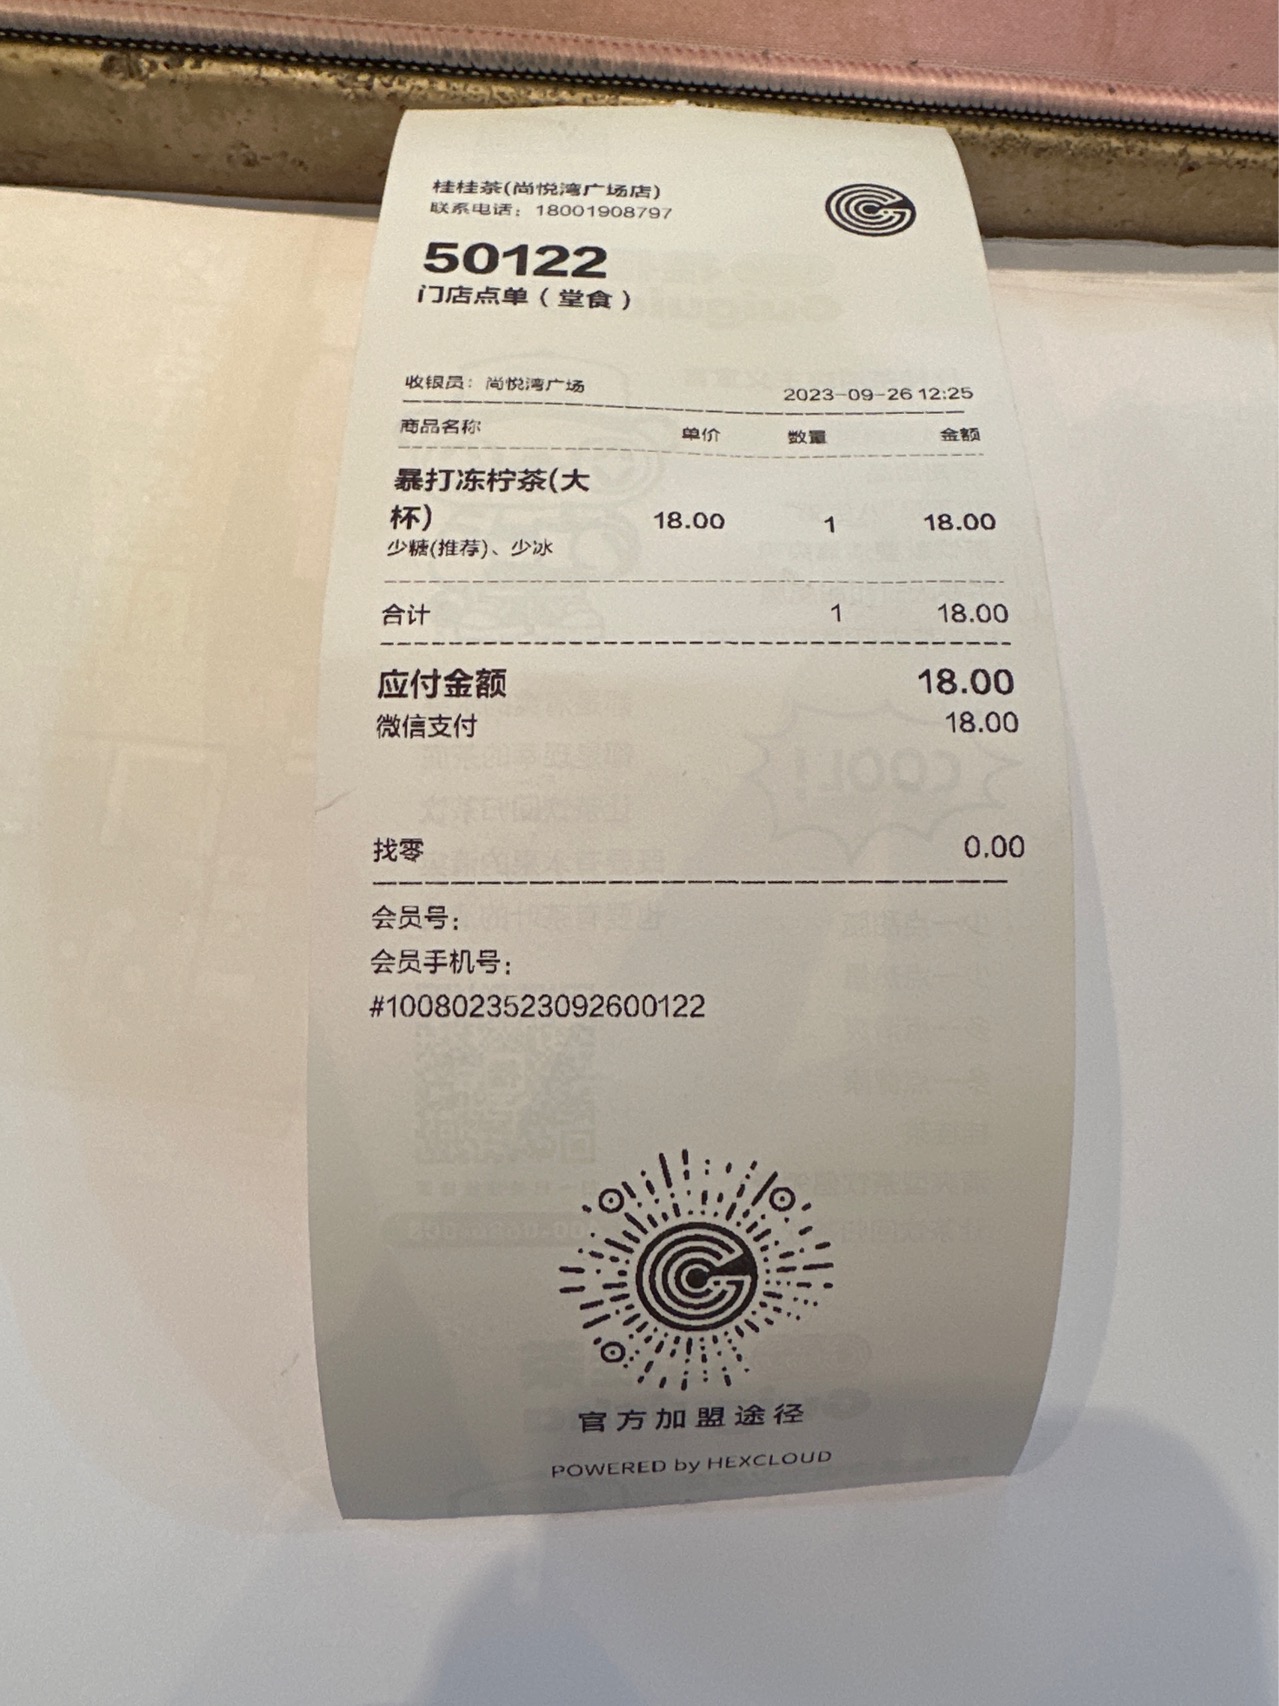 桂桂茶(尚悦湾广场店)
联系电话：18001908797
50122
门店点单（堂食）
收银员：尚悦湾广场 2023-09-26 12:25
商品名称 单价 数量 金额
暴打冻柠茶(大
杯) 18.00 1 18.00
少糖(推荐)、少冰
合计 1 18.00
应付金额 18.00
微信支付 18.00
找零 0.00
会员号：
会员手机号：
#1008023523092600122
官方加盟途径
POWERED by HEXCLOUD
COOL!